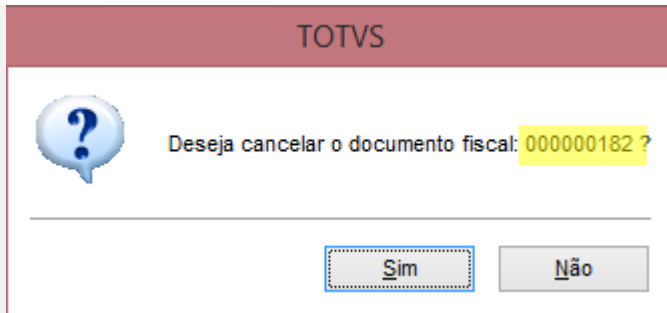 TOTVS
Deseja cancelar o documento fiscal: 000000182 ?
Sim
Não